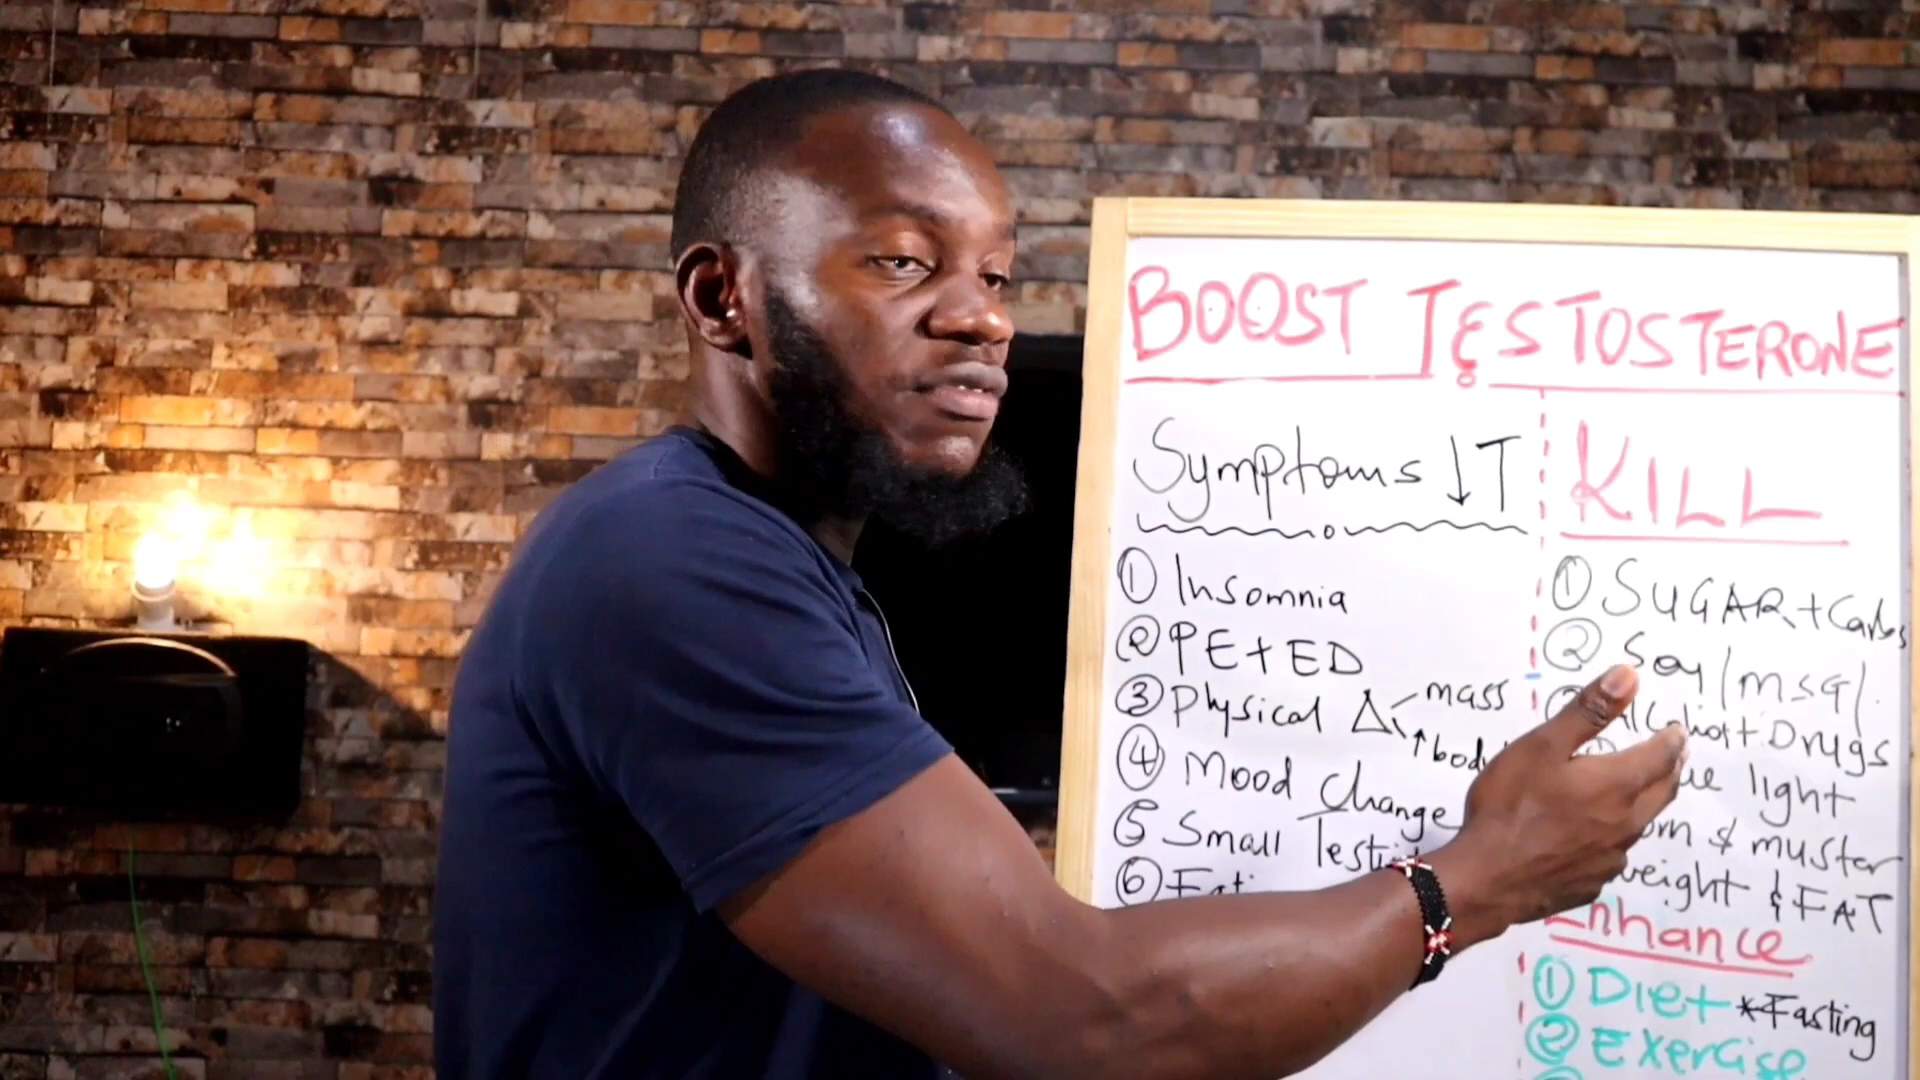 BOOST TESTOSTERONE
Symptoms ↓T
① Insomnia
② PE+ED
③ Physical Δ mass
↑body
④ Mood Change
⑤ Small
⑥
KILL
① SUGAR+Carbs
② Soy/MSG/.
+Drugs
light
& muster
weight & FAT
Enhance
① Diet *Fasting
② Exercise